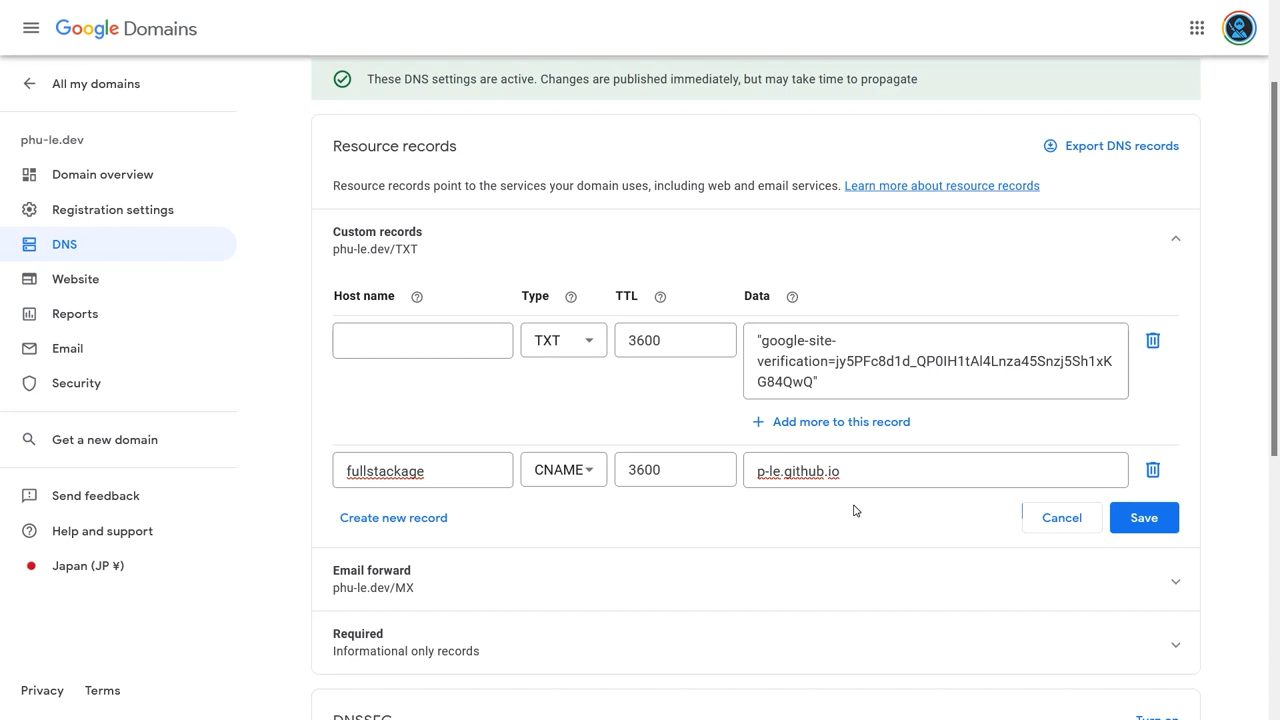 Google Domains
All my domains
These DNS settings are active. Changes are published immediately, but may take time to propagate
phu-le.dev
Domain overview
Registration settings
DNS
Website
Reports
Email
Security
Get a new domain
Send feedback
Help and support
Japan (JP ¥)
Privacy Terms
Resource records
Export DNS records
Resource records point to the services your domain uses, including web and email services. Learn more about resource records
Custom records
phu-le.dev/TXT
Host name Type TTL Data
TXT 3600 "google-site-
verification=jy5PFc8d1d_QP0IH1tAl4Lnza45Snzj5Sh1xK
G84QwQ"
Add more to this record
fullstackage CNAME 3600 p-le.github.io
Create new record Cancel Save
Email forward
phu-le.dev/MX
Required
Informational only records
DNSSEC Turn on